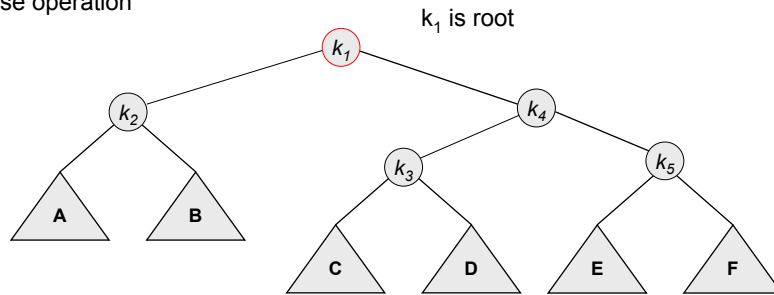 se operation
k₁ is root
k₁
k₂
k₄
k₃
k₅
A
B
C
D
E
F